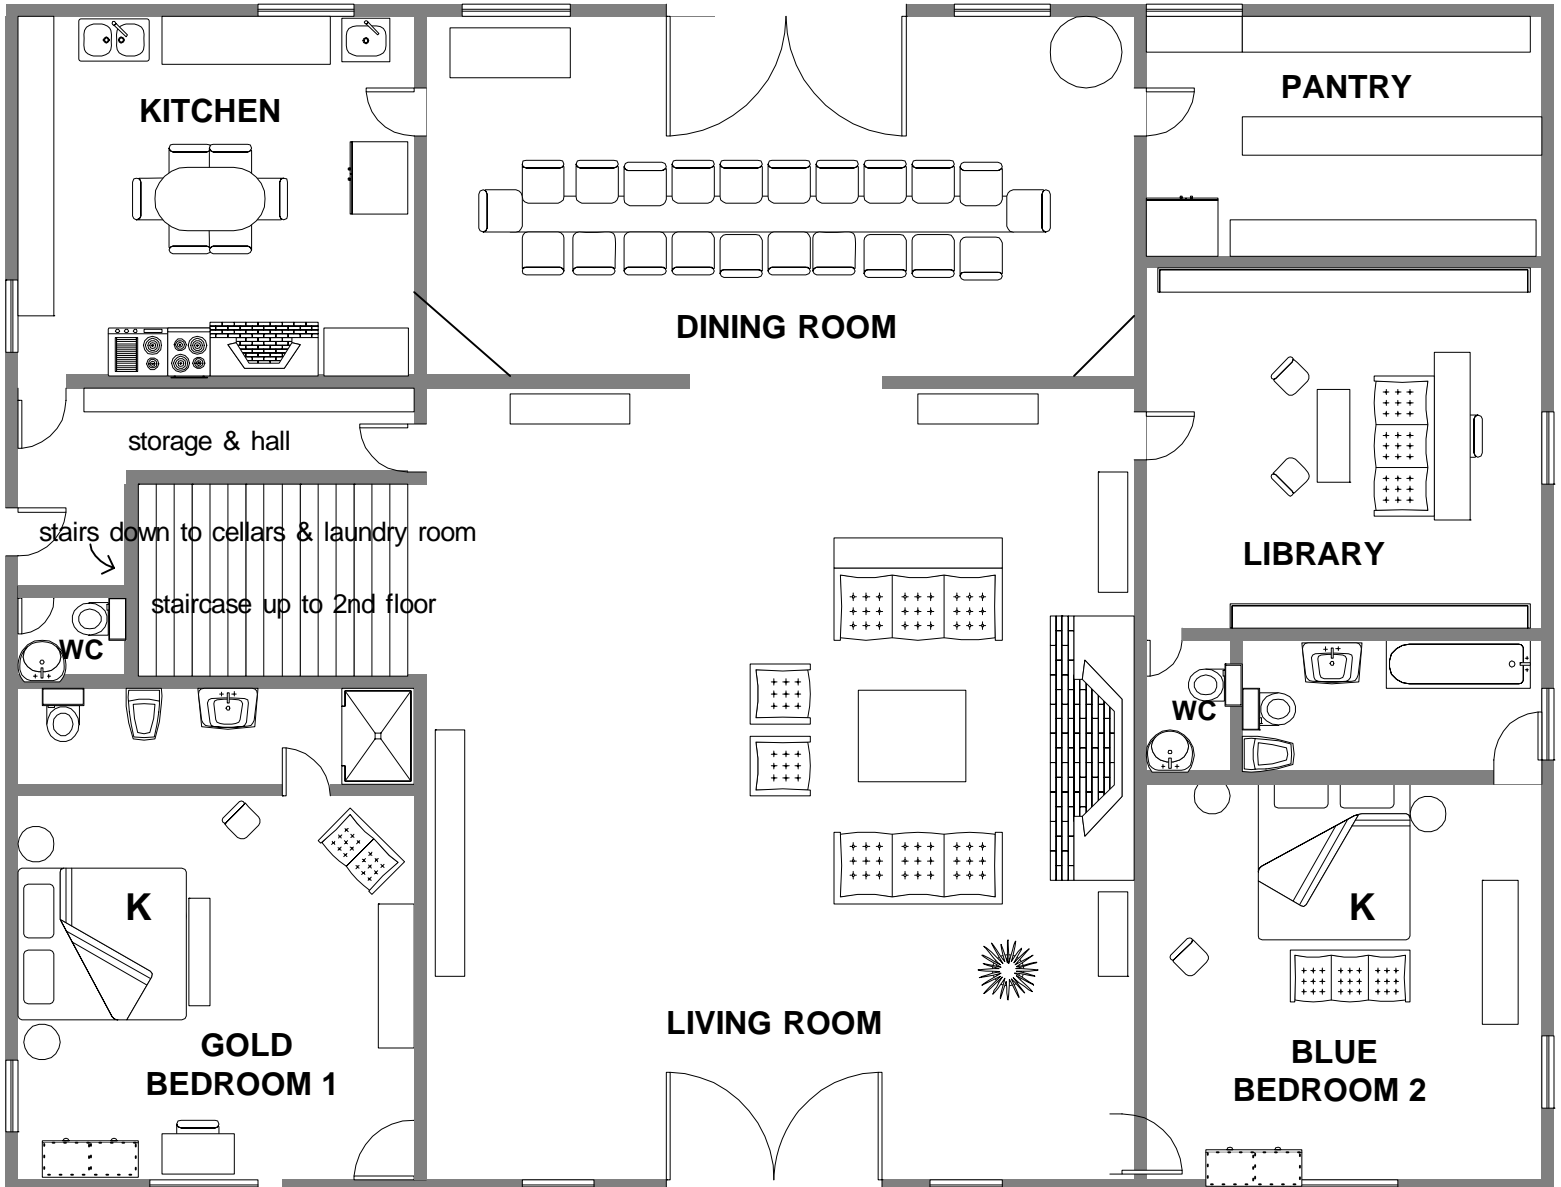 KITCHEN
PANTRY
DINING ROOM
storage & hall
stairs down to cellars & laundry room
LIBRARY
staircase up to 2nd floor
WC
WC
K
K
LIVING ROOM
GOLD
BEDROOM 1
BLUE
BEDROOM 2